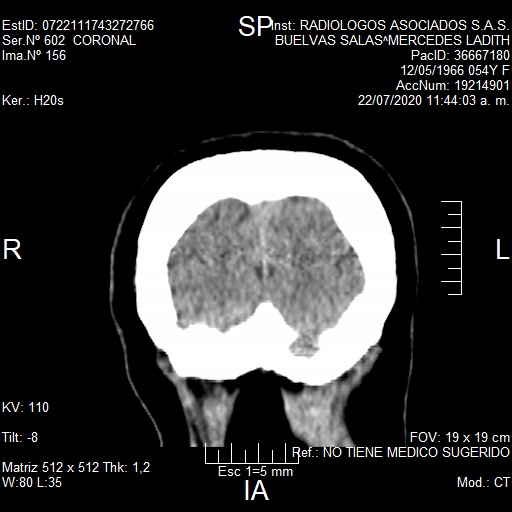 EstID: 0722111743272766
Ser.Nº 602 CORONAL
Ima.Nº 156
Ker.: H20s
SP
Inst: RADIOLOGOS ASOCIADOS S.A.S.
BUELVAS SALAS^MERCEDES LADITH
PacID: 36667180
12/05/1966 054Y F
AccNum: 19214901
22/07/2020 11:44:03 a. m.
R
L
KV: 110
Tilt: -8
Matriz 512 x 512 Thk: 1,2
W:80 L:35
Esc 1=5 mm
IA
FOV: 19 x 19 cm
Ref.: NO TIENE MEDICO SUGERIDO
Mod.: CT